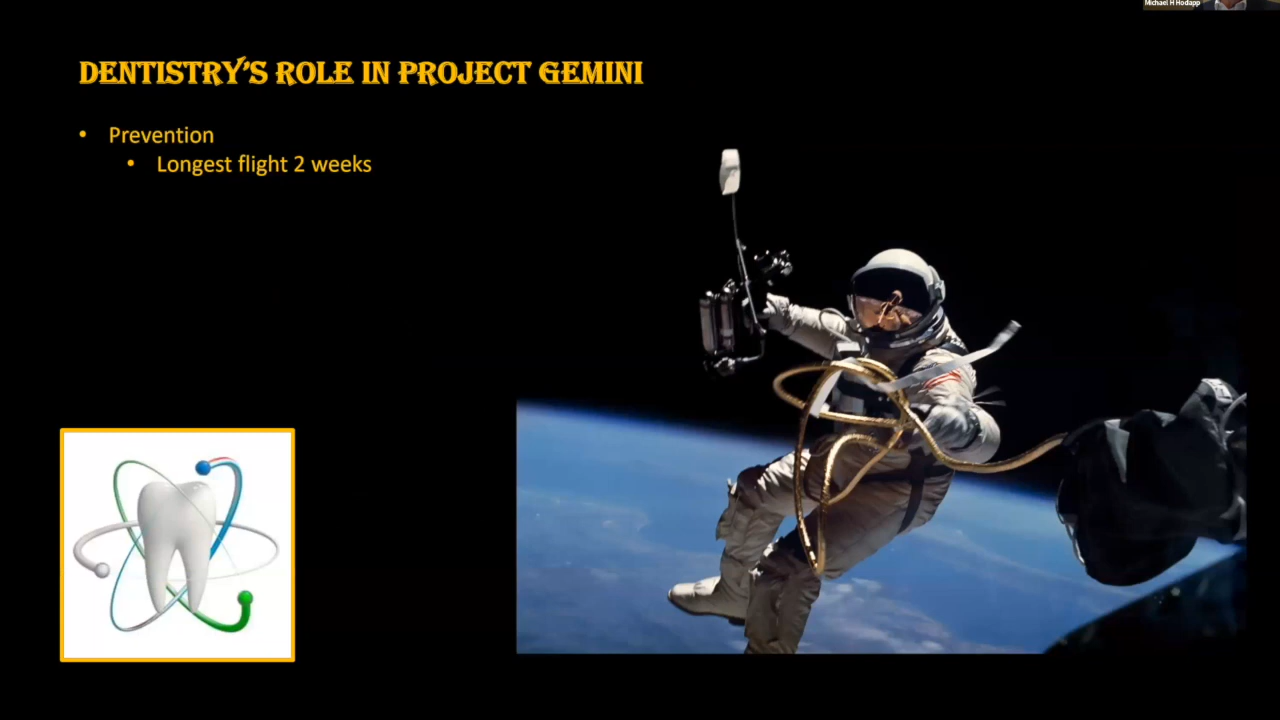 Michael H Hodapp
DENTISTRY'S ROLE IN PROJECT GEMINI
• Prevention
• Longest flight 2 weeks